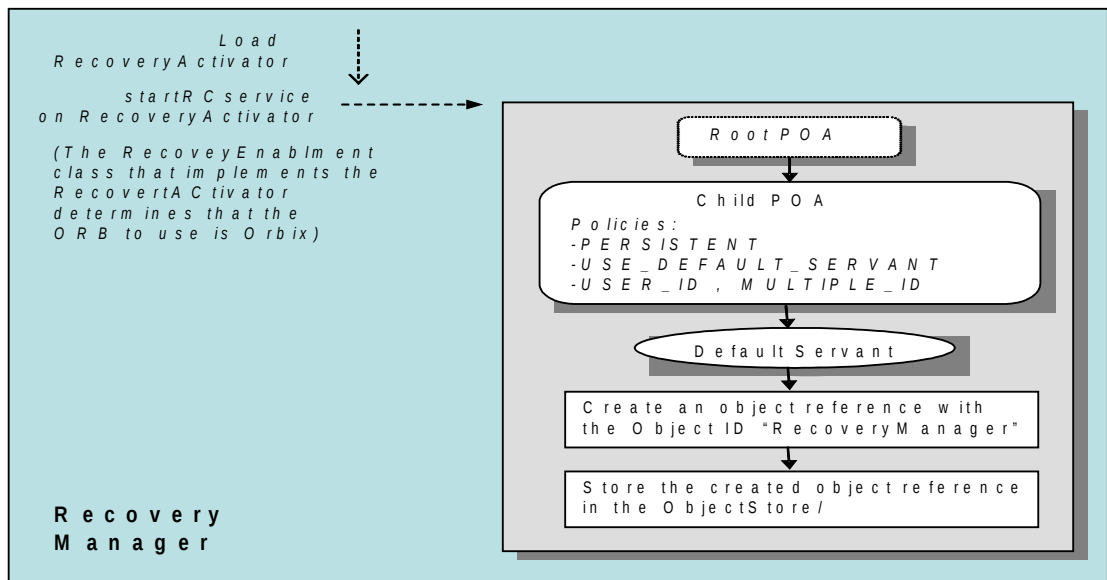 Load
RecoveryActivator
startRCservice
on RecoveryActivator
(The RecoveyEnablment
class that implements the
RecovertACtivator
determines that the
ORB to use is Orbix)
RootPOA
Child POA
Policies:
-PERSISTENT
-USE_DEFAULT_SERVANT
-USER_ID , MULTIPLE_ID
Default Servant
Create an object reference with
the Object ID “RecoveryManager”
Store the created object reference
in the ObjectStore/
Recovery
Manager